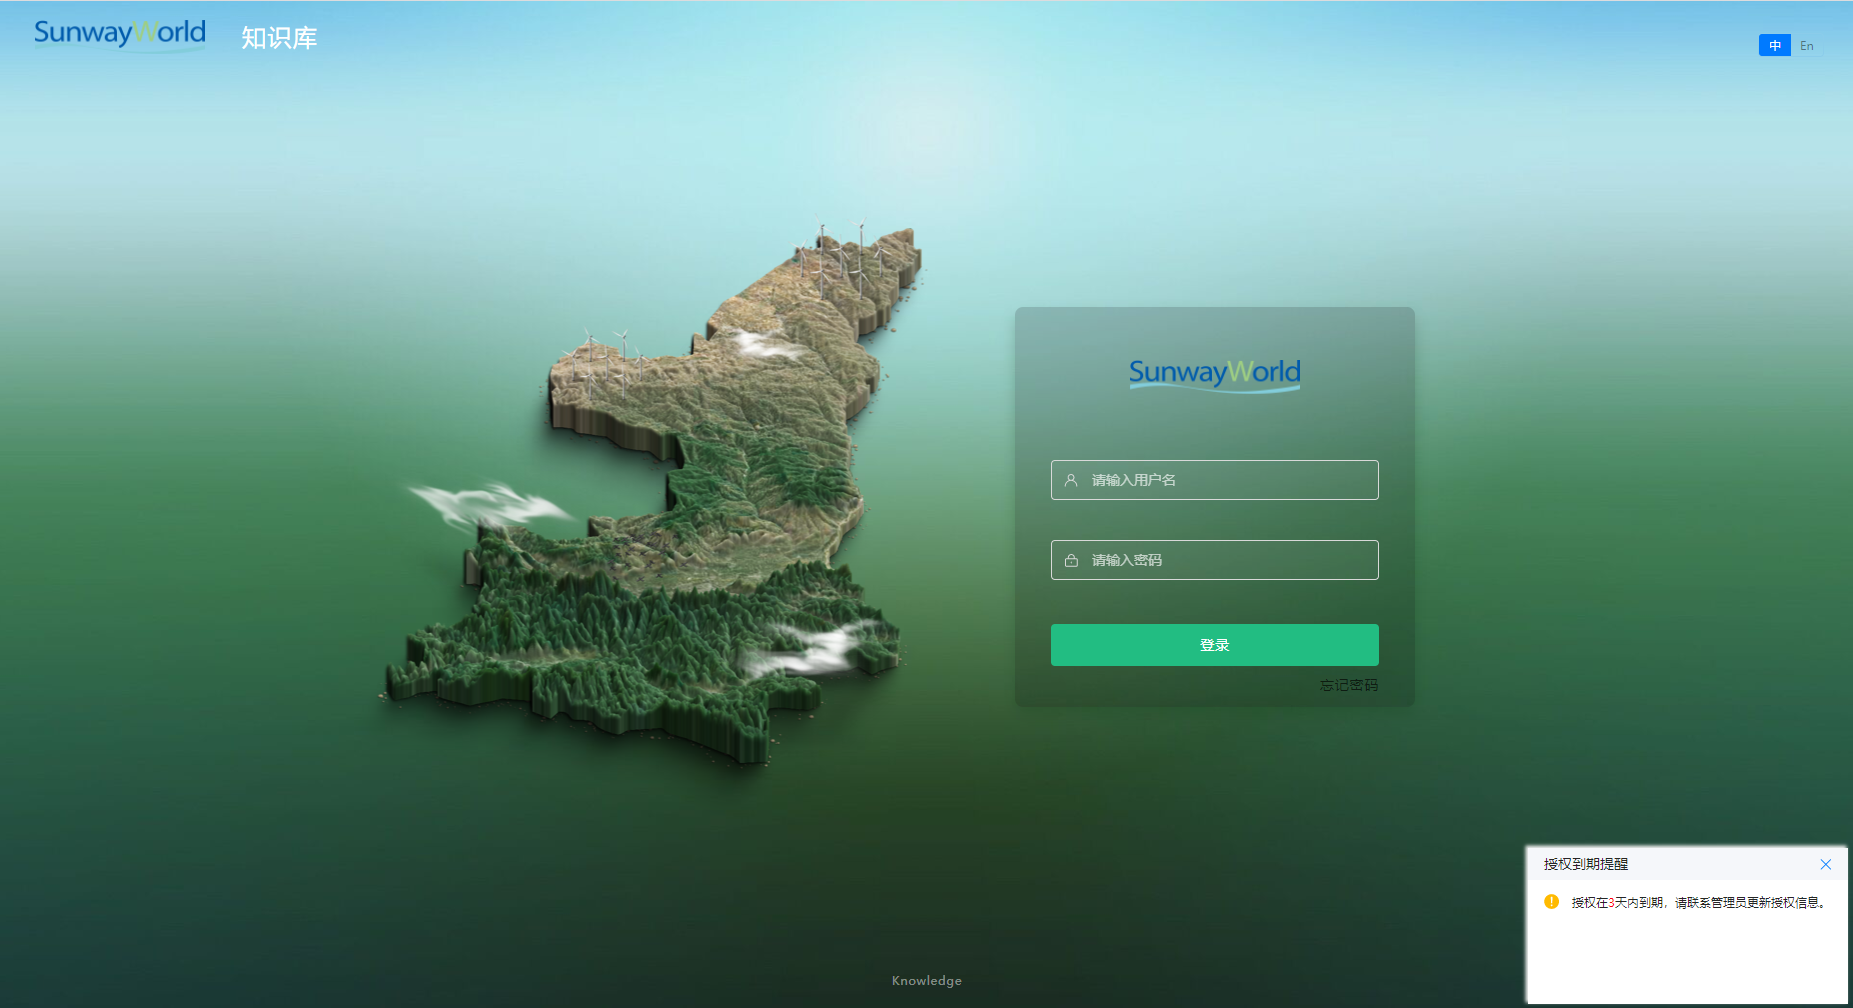 SunwayWorld 知识库
中 En
SunwayWorld
请输入用户名
请输入密码
登录
忘记密码
授权到期提醒
授权在3天内到期，请联系管理员更新授权信息。
Knowledge